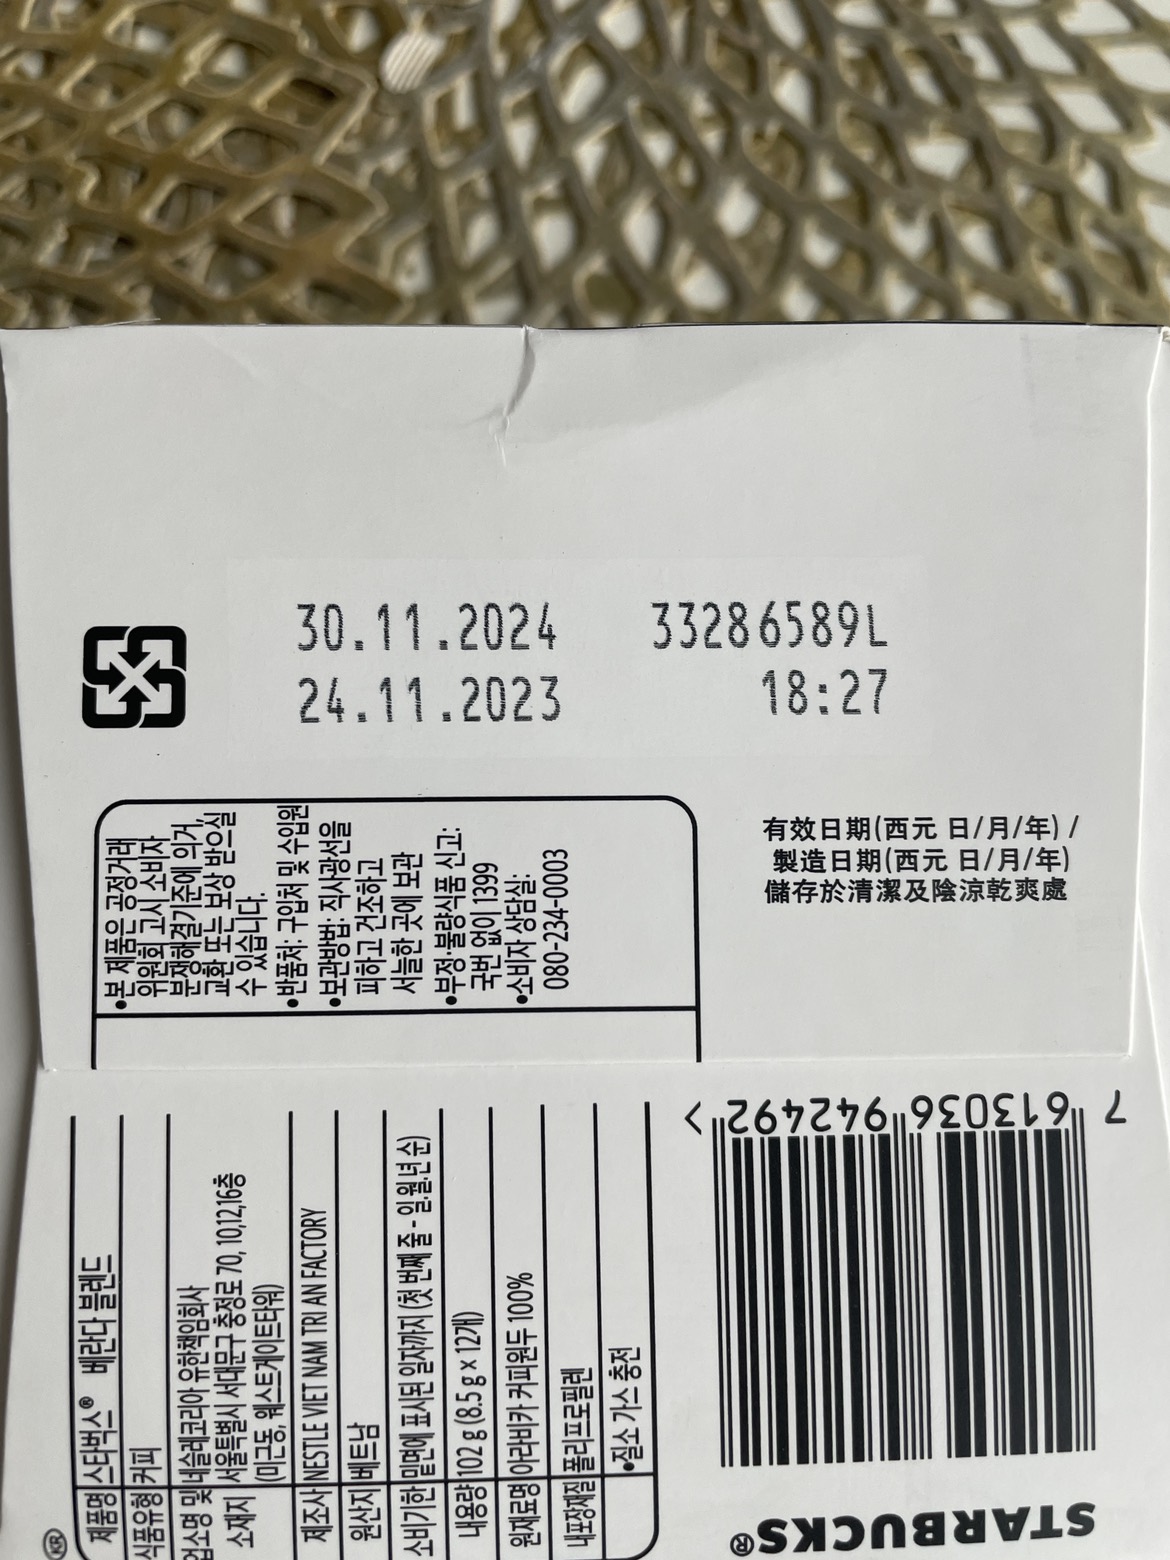 30.11.2024 33286589L
24.11.2023 18:27
•본 제품은 공정거래
위원회 고시 소비자
분쟁해결기준에 의거,
교환 또는 보상 받으실
수 있습니다.
•반품처: 구입처 및 수입원
•보관방법: 직사광선을
피하고 건조하고
서늘한 곳에 보관
•부정·불량식품 신고:
국번 없이 1399
•소비자 상담실:
080-234-0003
有效日期(西元 日/月/年) /
製造日期(西元 日/月/年)
儲存於清潔及陰涼乾爽處
KR
제품명 스타벅스® 베란다 블렌드
식품유형 커피
업소명 및 네슬레코리아 유한책임회사
소재지 서울특별시 서대문구 충정로 70, 10,12,16층
(미근동, 웨스트게이트타워)
제조사 NESTLE VIET NAM TRI AN FACTORY
원산지 베트남
소비기한 밑면에 표시된 일자까지 (첫 번째 줄 - 일.월.년 순)
내용량 102 g (8.5 g x 12개)
원재료명 아라비카 커피원두 100%
내포장재질 폴리프로필렌
•질소 가스 충전
7 613036 942492 >
STARBUCKS®